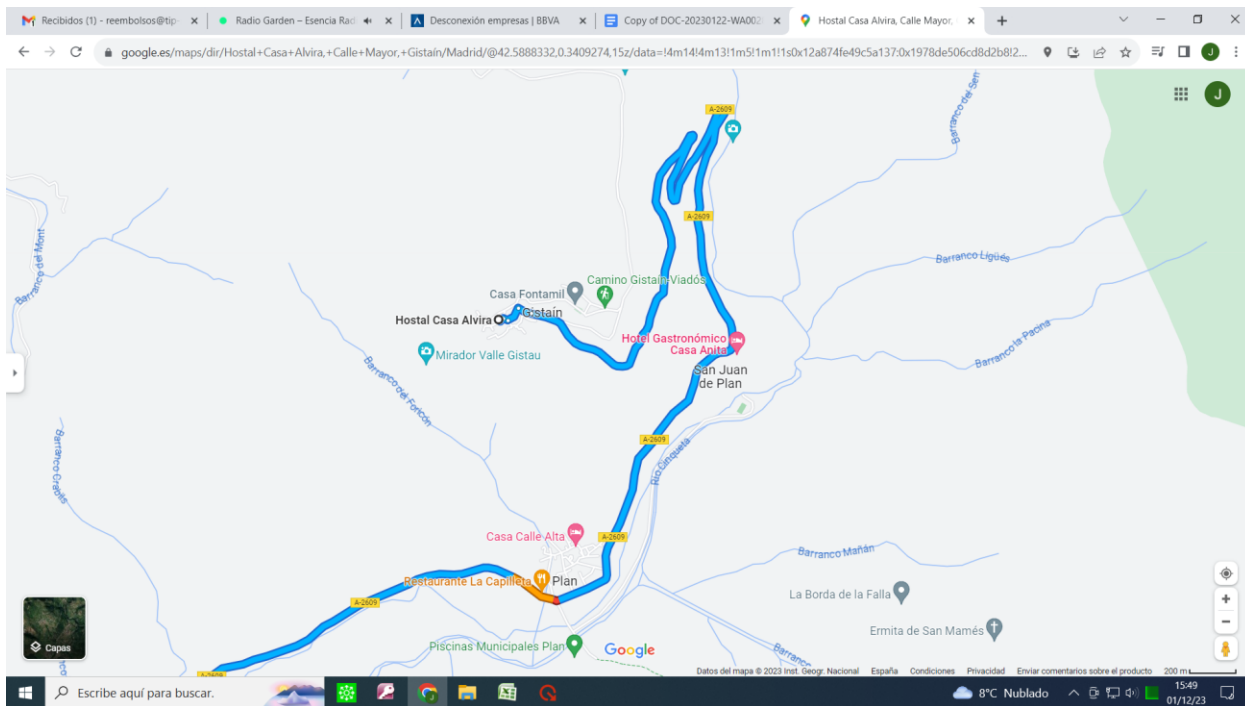 Recibidos (1) - reembolsos@tip-
Radio Garden – Esencia Rad
Desconexión empresas | BBVA
Copy of DOC-20230122-WA002
Hostal Casa Alvira, Calle Mayor,
google.es/maps/dir/Hostal+Casa+Alvira,+Calle+Mayor,+Gistaín/Madrid/@42.5888332,0.3409274,15z/data=!4m14!4m13!1m5!1m1!1s0x12a874fe49c5a137:0x1978de506cd8d2b8!2...
J
J
A-2609
Barranco del Sen
A-2609
Barranco del Mont
Barranco Ligüés
Camino Gistaín-Viadós
Casa Fontamil
Gistaín
Hostal Casa Alvira
Hotel Gastronómico
Casa Anita
Mirador Valle Gistau
Barranco la Pacina
San Juan
de Plan
Barranco del Foricón
A-2609
Río Cinqueta
Barranco Grabés
Casa Calle Alta
A-2609
Barranco Mañán
Restaurante La Capilleta
Plan
La Borda de la Falla
A-2609
Ermita de San Mamés
Capas
Piscinas Municipales Plan
Google
Barranco
A-2609
Datos del mapa © 2023 Inst. Geogr. Nacional España Condiciones Privacidad Enviar comentarios sobre el producto 200 m
Escribe aquí para buscar.
8°C Nublado
15:49
01/12/23